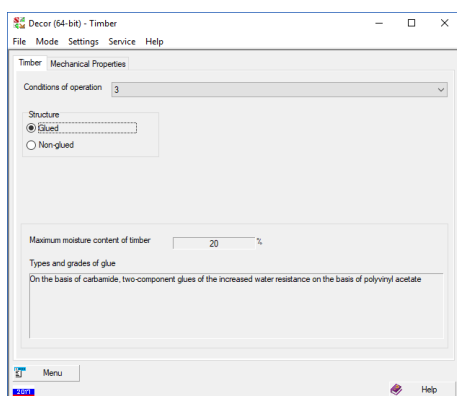 Decor (64-bit) - Timber
File Mode Settings Service Help
Timber Mechanical Properties
Conditions of operation 3
Structure
Glued
Non-glued
Maximum moisture content of timber 20 %
Types and grades of glue
On the basis of carbamide, two-component glues of the increased water resistance on the basis of polyvinyl acetate
Menu
Help